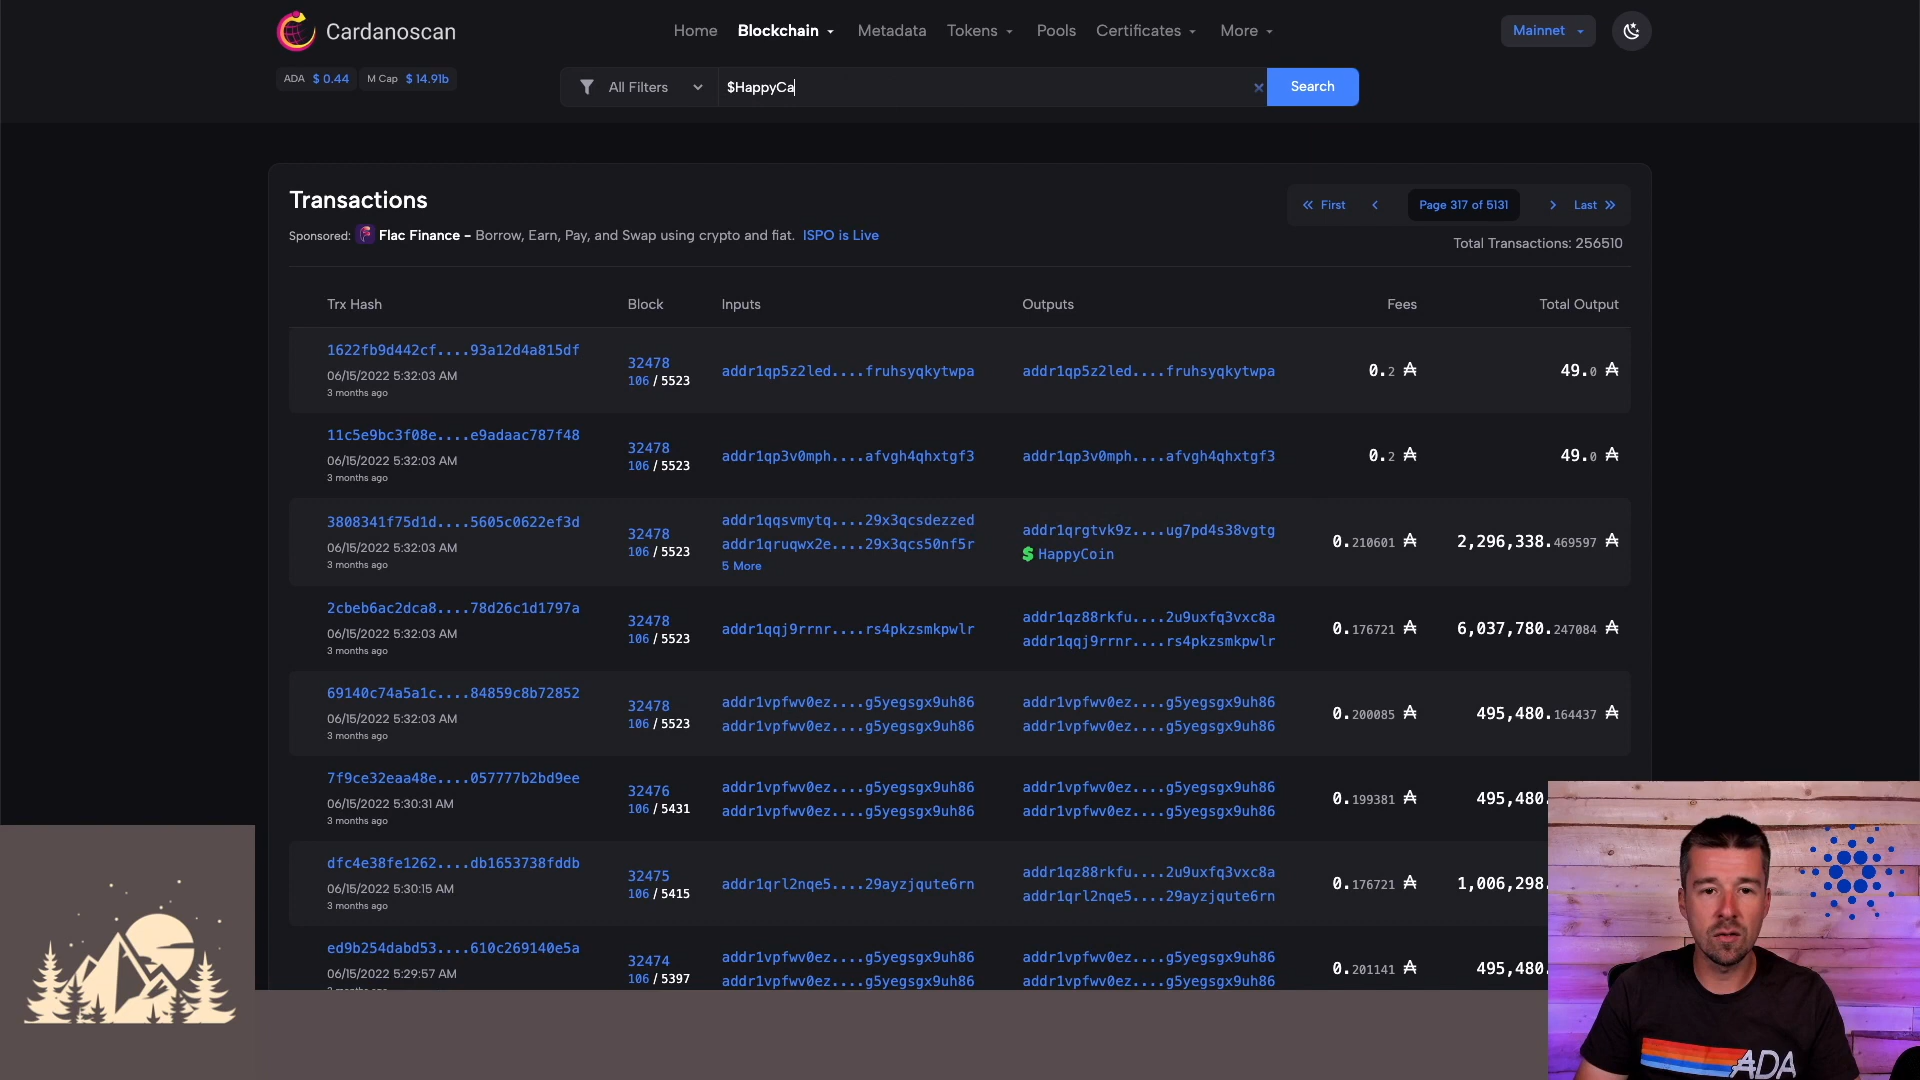 Cardanoscan
Home Blockchain Metadata Tokens Pools Certificates More
Mainnet
ADA $ 0.44 M Cap $ 14.91b
All Filters $HappyCa Search
Transactions
« First ‹ Page 317 of 5131 › Last »
Sponsored: Flac Finance - Borrow, Earn, Pay, and Swap using crypto and fiat. ISPO is Live
Total Transactions: 256510
Trx Hash Block Inputs Outputs Fees Total Output
1622fb9d442cf....93a12d4a815df
06/15/2022 5:32:03 AM
3 months ago
32478
106 / 5523
addr1qp5z2led....fruhsyqkytwpa
addr1qp5z2led....fruhsyqkytwpa
0.2 ₳
49.0 ₳
11c5e9bc3f08e....e9adaac787f48
06/15/2022 5:32:03 AM
3 months ago
32478
106 / 5523
addr1qp3v0mph....afvgh4qhxtgf3
addr1qp3v0mph....afvgh4qhxtgf3
0.2 ₳
49.0 ₳
3808341f75d1d....5605c0622ef3d
06/15/2022 5:32:03 AM
3 months ago
32478
106 / 5523
addr1qqsvmytq....29x3qcsdezzed
addr1qruqwx2e....29x3qcs50nf5r
5 More
addr1qrgtvk9z....ug7pd4s38vgtg
$ HappyCoin
0.210601 ₳
2,296,338.469597 ₳
2cbeb6ac2dca8....78d26c1d1797a
06/15/2022 5:32:03 AM
3 months ago
32478
106 / 5523
addr1qqj9rrnr....rs4pkzsmkpwlr
addr1qz88rkfu....2u9uxfq3vxc8a
addr1qqj9rrnr....rs4pkzsmkpwlr
0.176721 ₳
6,037,780.247084 ₳
69140c74a5a1c....84859c8b72852
06/15/2022 5:32:03 AM
3 months ago
32478
106 / 5523
addr1vpfwv0ez....g5yegsgx9uh86
addr1vpfwv0ez....g5yegsgx9uh86
addr1vpfwv0ez....g5yegsgx9uh86
addr1vpfwv0ez....g5yegsgx9uh86
0.200085 ₳
495,480.164437 ₳
7f9ce32eaa48e....057777b2bd9ee
06/15/2022 5:30:31 AM
3 months ago
32476
106 / 5431
addr1vpfwv0ez....g5yegsgx9uh86
addr1vpfwv0ez....g5yegsgx9uh86
addr1vpfwv0ez....g5yegsgx9uh86
addr1vpfwv0ez....g5yegsgx9uh86
0.199381 ₳
495,480.
dfc4e38fe1262....db1653738fddb
06/15/2022 5:30:15 AM
3 months ago
32475
106 / 5415
addr1qrl2nqe5....29ayzjqute6rn
addr1qz88rkfu....2u9uxfq3vxc8a
addr1qrl2nqe5....29ayzjqute6rn
0.176721 ₳
1,006,298.
ed9b254dabd53....610c269140e5a
06/15/2022 5:29:57 AM
32474
106 / 5397
addr1vpfwv0ez....g5yegsgx9uh86
addr1vpfwv0ez....g5yegsgx9uh86
addr1vpfwv0ez....g5yegsgx9uh86
addr1vpfwv0ez....g5yegsgx9uh86
0.201141 ₳
495,480.
ADA